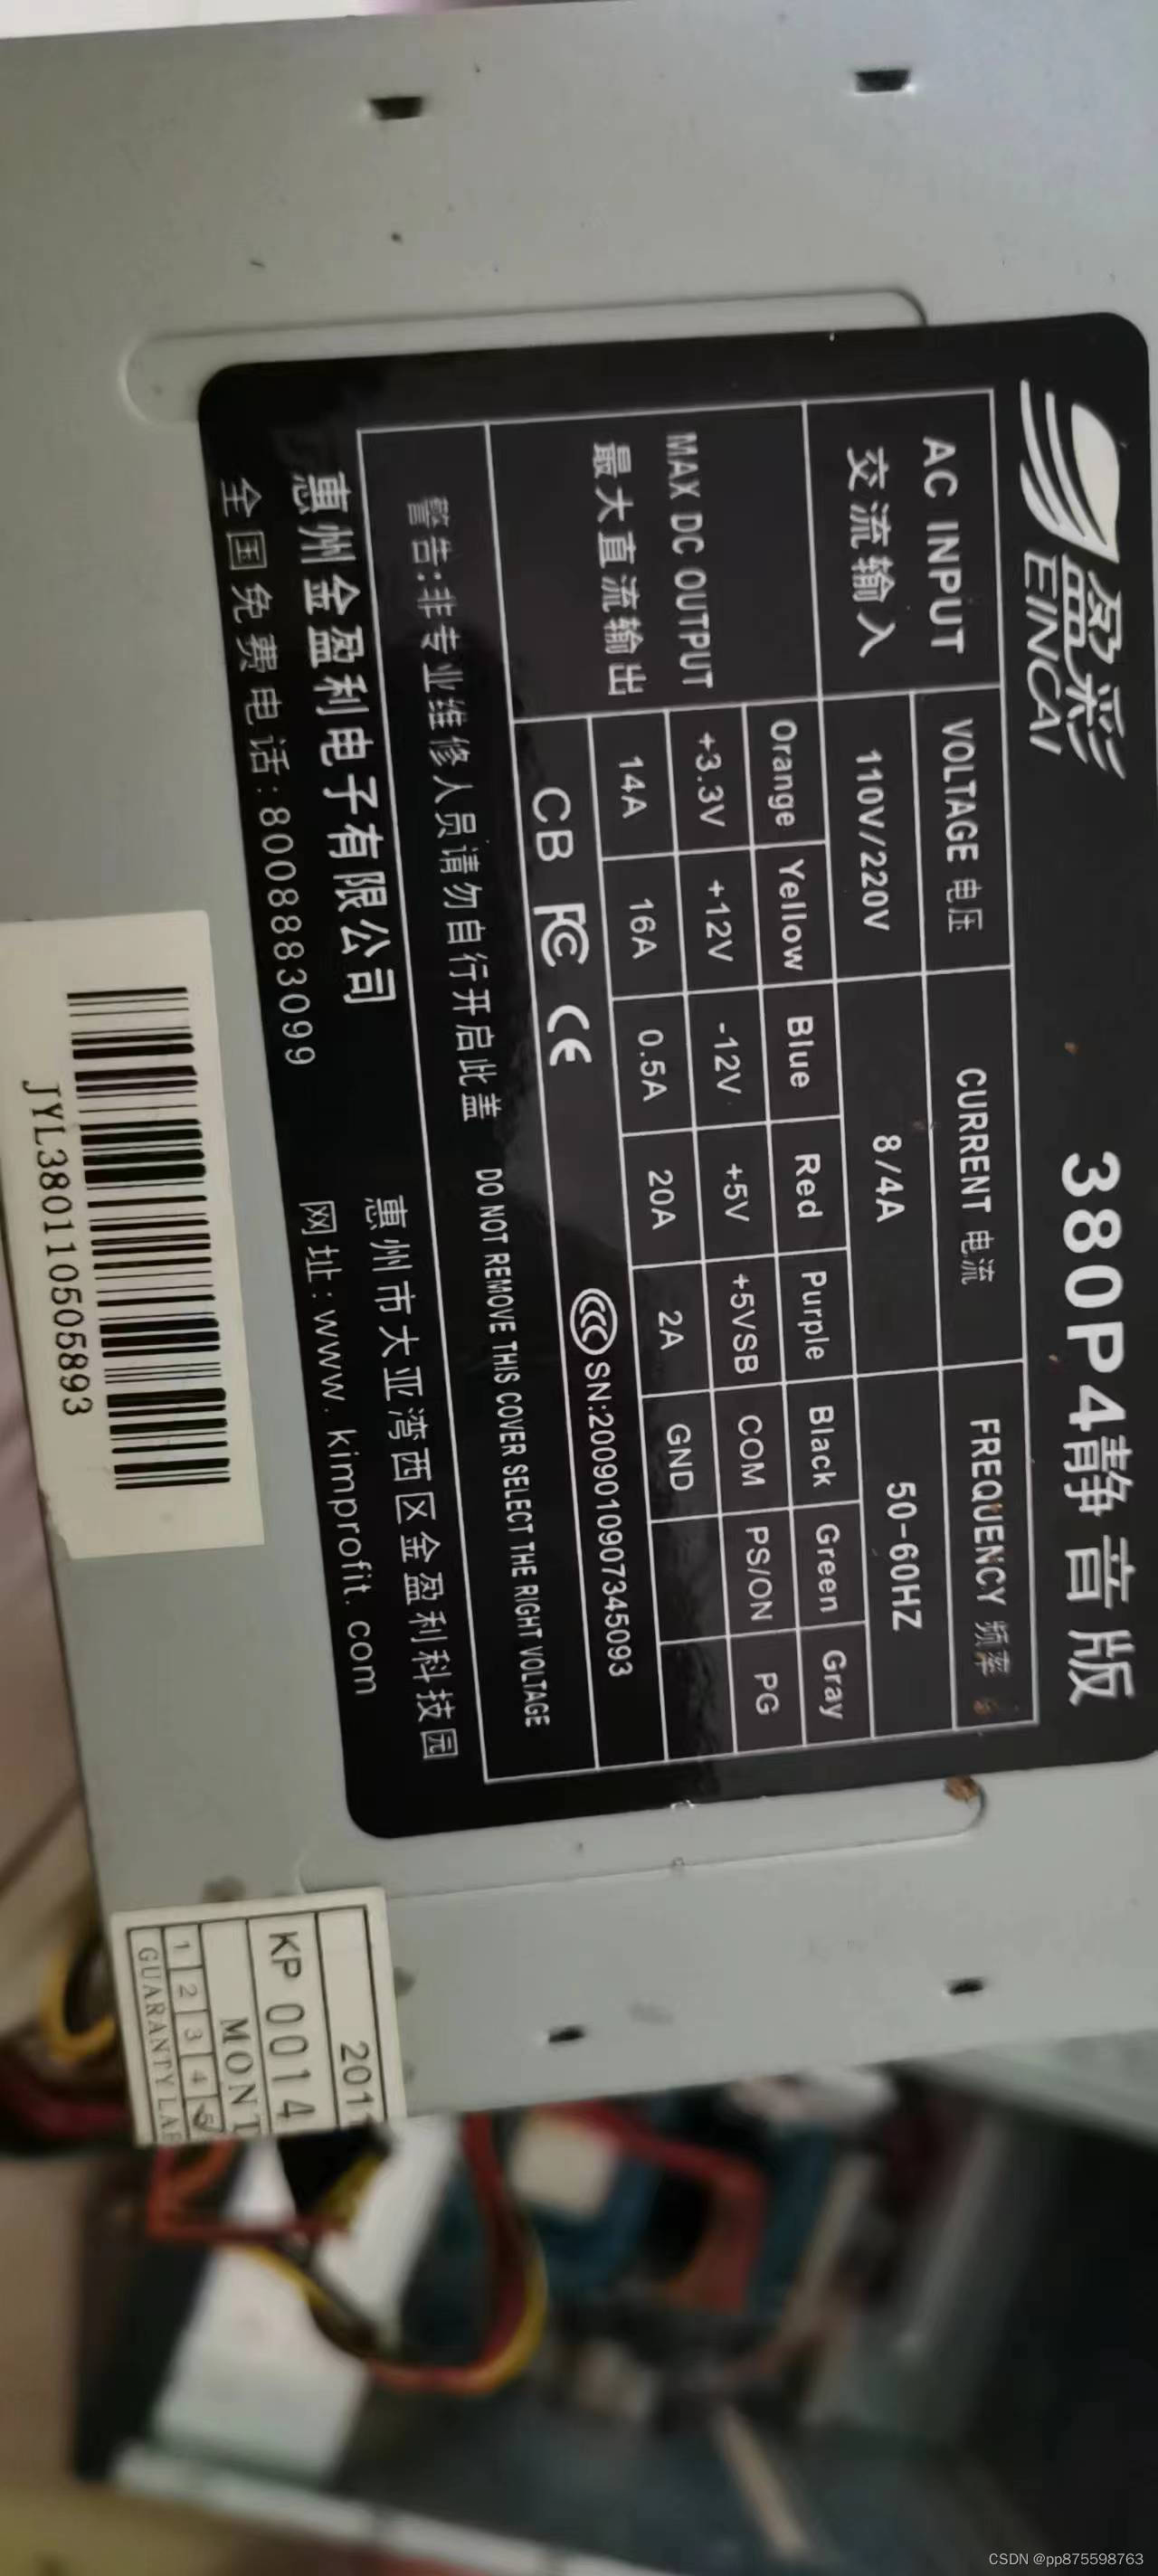 盈彩
EINCAI
380P4静音版
AC INPUT
交流输入
VOLTAGE 电压
CURRENT 电流
FREQUENCY 频率
110V/220V
8/4A
50-60HZ
MAX DC OUTPUT
最大直流输出
Orange Yellow Blue Red Purple Black Green Gray
+3.3V +12V -12V +5V +5VSB COM PS/ON PG
14A 16A 0.5A 20A 2A GND
CB FC CE CCC SN:2009010907345093
警告:非专业维修人员请勿自行开启此盖 DO NOT REMOVE THIS COVER SELECT THE RIGHT VOLTAGE
惠州金盈利电子有限公司 惠州市大亚湾西区金盈利科技园
全国免费电话:8008883099 网址:www.kimprofit.com
JYL380110505893
2011
KP 0014
MONT
1 2 3 4 5
GUARANTY LAB
CSDN @pp875598763